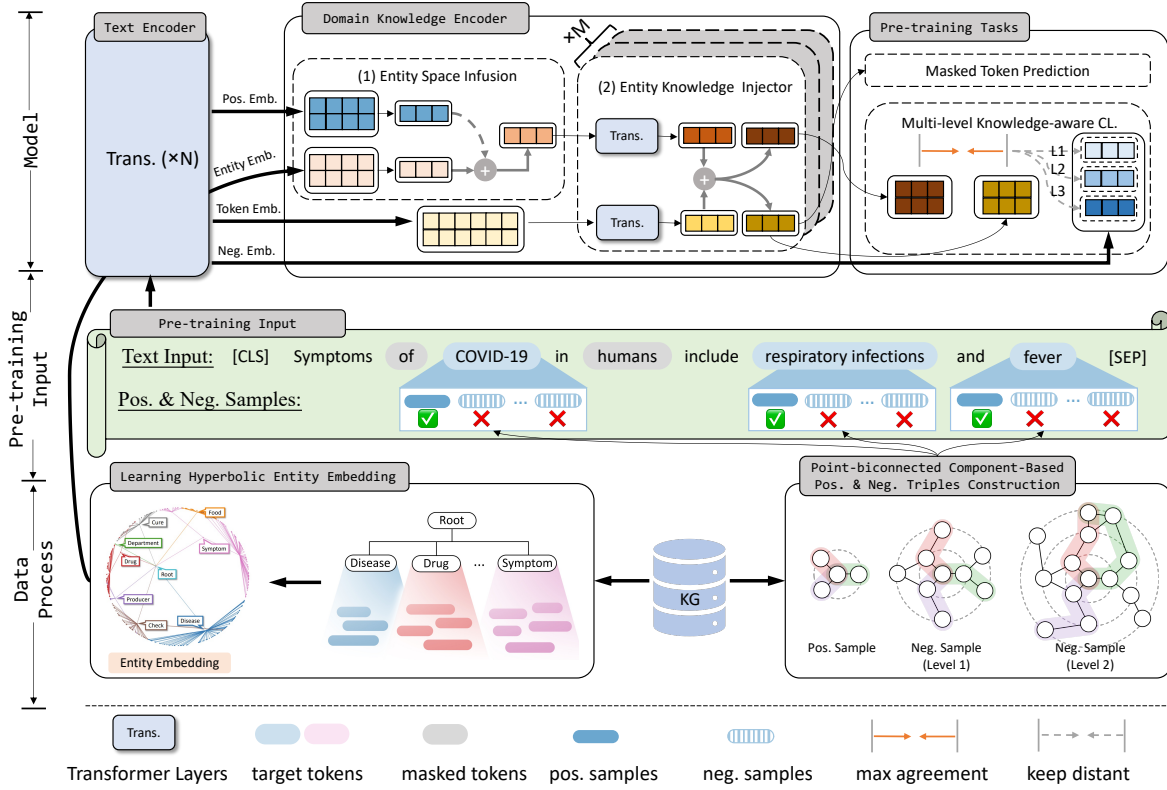 Text Encoder
Domain Knowledge Encoder
Pre-training Tasks
Model
Trans. (×N)
Pos. Emb.
Entity Emb.
Token Emb.
Neg. Emb.
(1) Entity Space Infusion
+
×M
(2) Entity Knowledge Injector
Trans.
+
Trans.
Masked Token Prediction
Multi-level Knowledge-aware CL.
L1
L2
L3
Pre-training
Input
Pre-training Input
Text Input: [CLS] Symptoms of COVID-19 in humans include respiratory infections and fever [SEP]
Pos. & Neg. Samples:
...
...
...
Data
Process
Learning Hyperbolic Entity Embedding
Food
Cure
Department
Symptom
Drug
Root
Producer
Check
Disease
Entity Embedding
Root
Disease
Drug
...
Symptom
KG
Point-biconnected Component-Based
Pos. & Neg. Triples Construction
Pos. Sample
Neg. Sample
(Level 1)
Neg. Sample
(Level 2)
Trans.
Transformer Layers
target tokens
masked tokens
pos. samples
neg. samples
max agreement
keep distant